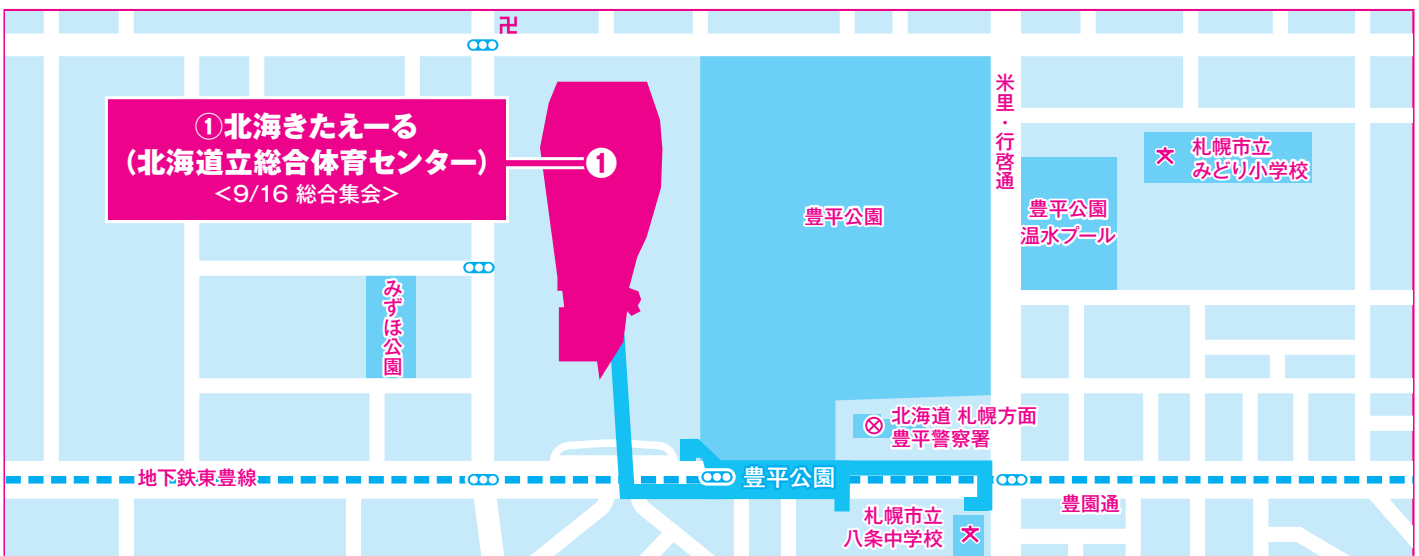 卍
①北海きたえーる
(北海道立総合体育センター)
<9/16 総合集会>
1
豊平公園
米里・行啓通
豊平公園
温水プール
札幌市立
みどり小学校
みずほ公園
北海道 札幌方面
豊平警察署
地下鉄東豊線
豊平公園
豊園通
札幌市立
八条中学校